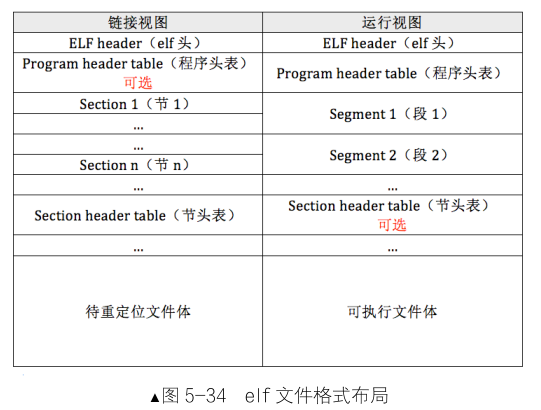 链接视图 运行视图
ELF header（elf 头） ELF header（elf 头）
Program header table（程序头表）
可选
Program header table（程序头表）
Section 1（节 1）
...
Segment 1（段 1）
...
Section n（节 n）
Segment 2（段 2）
... ...
Section header table（节头表）
Section header table（节头表）
可选
... ...
待重定位文件体 可执行文件体
▲图 5-34 elf 文件格式布局